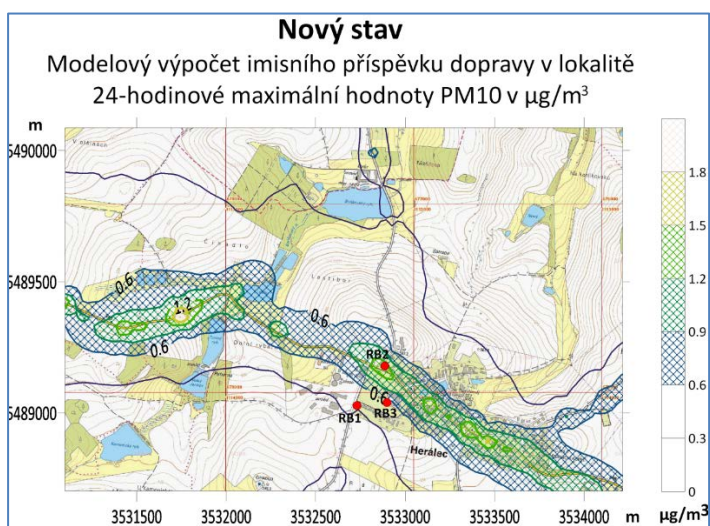 Nový stav
Modelový výpočet imisního příspěvku dopravy v lokalitě
24-hodinové maximální hodnoty PM10 v µg/m³
m
5490000
5489500
5489000
0.6
1.2
0.6
0.6
RB2
0.6
RB1
RB3
Herálec
3531500
3532000
3532500
3533000
3533500
3534000
m
1.8
1.5
1.2
0.9
0.6
0.3
0
µg/m³